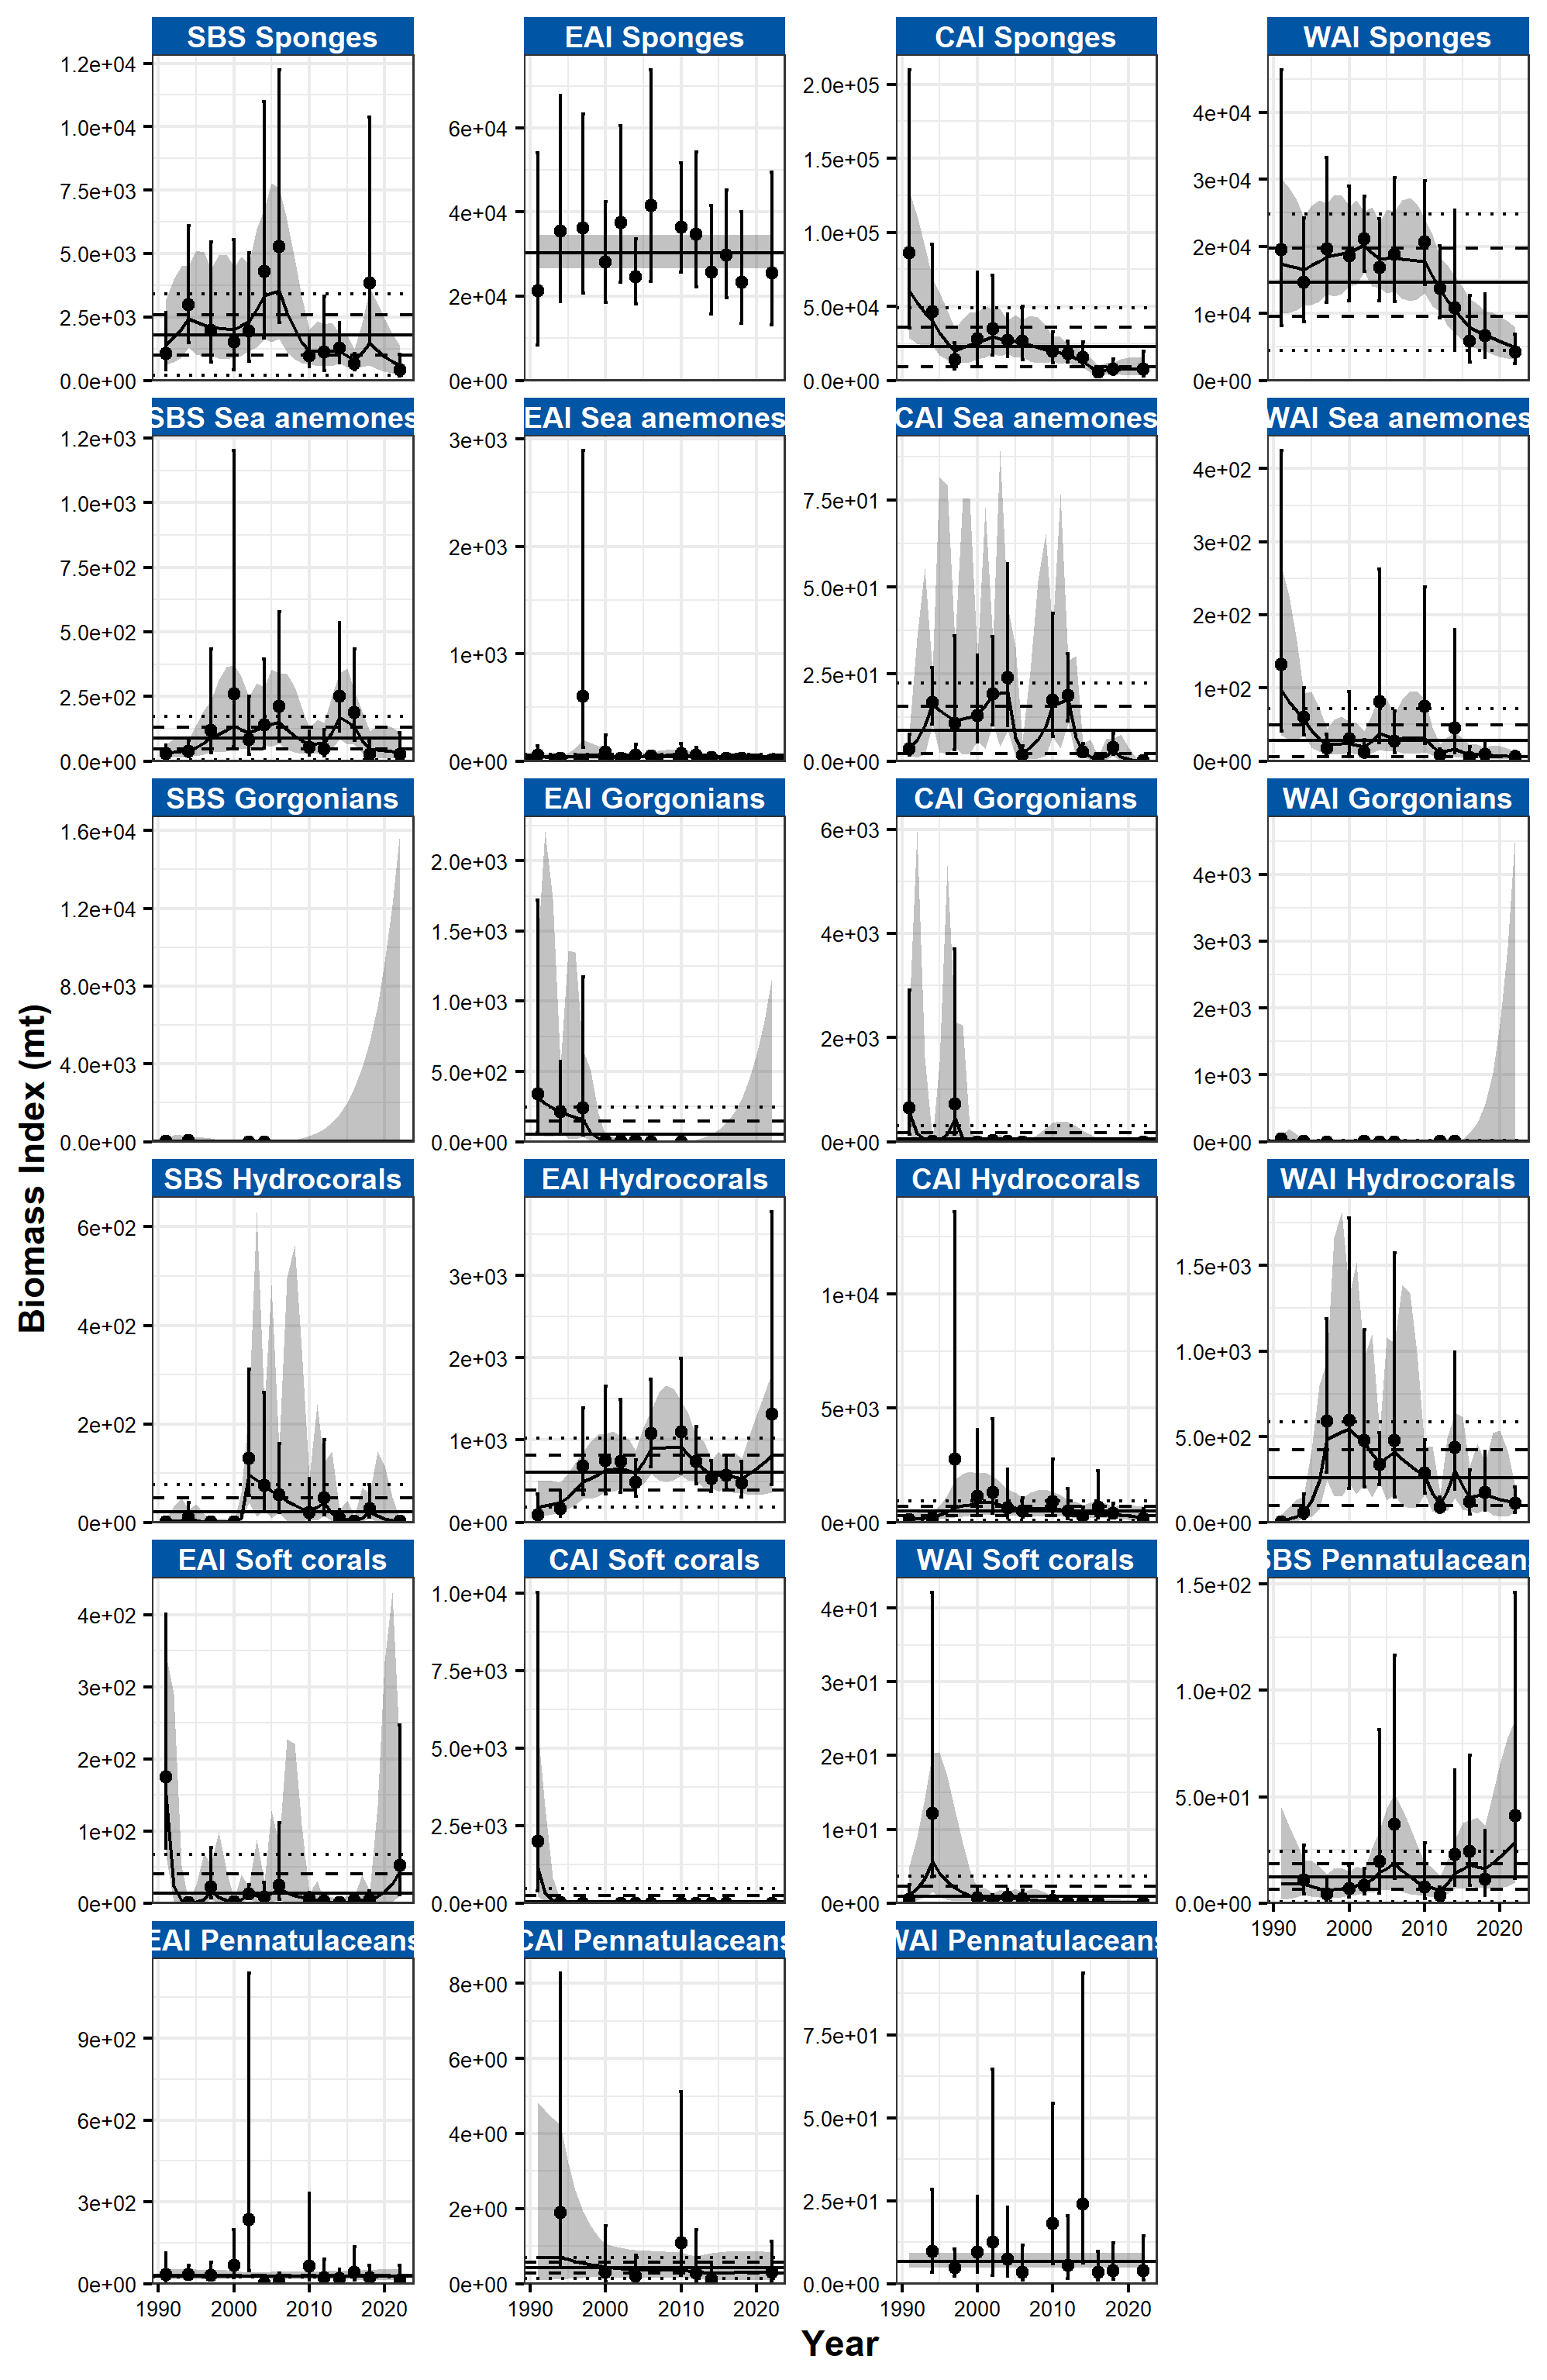 SBS Sponges
EAI Sponges
CAI Sponges
WAI Sponges
1.2e+04
1.0e+04
7.5e+03
5.0e+03
2.5e+03
0.0e+00
6e+04
4e+04
2e+04
0e+00
2.0e+05
1.5e+05
1.0e+05
5.0e+04
0.0e+00
4e+04
3e+04
2e+04
1e+04
0e+00
SBS Sea anemones
EAI Sea anemones
CAI Sea anemones
WAI Sea anemones
1.2e+03
1.0e+03
7.5e+02
5.0e+02
2.5e+02
0.0e+00
3e+03
2e+03
1e+03
0e+00
7.5e+01
5.0e+01
2.5e+01
0.0e+00
4e+02
3e+02
2e+02
1e+02
0e+00
SBS Gorgonians
EAI Gorgonians
CAI Gorgonians
WAI Gorgonians
1.6e+04
1.2e+04
8.0e+03
4.0e+03
0.0e+00
2.0e+03
1.5e+03
1.0e+03
5.0e+02
0.0e+00
6e+03
4e+03
2e+03
0e+00
4e+03
3e+03
2e+03
1e+03
0e+00
Biomass Index (mt)
SBS Hydrocorals
EAI Hydrocorals
CAI Hydrocorals
WAI Hydrocorals
6e+02
4e+02
2e+02
0e+00
3e+03
2e+03
1e+03
0e+00
1e+04
5e+03
0e+00
1.5e+03
1.0e+03
5.0e+02
0.0e+00
EAI Soft corals
CAI Soft corals
WAI Soft corals
SBS Pennatulaceans
4e+02
3e+02
2e+02
1e+02
0e+00
1.0e+04
7.5e+03
5.0e+03
2.5e+03
0.0e+00
4e+01
3e+01
2e+01
1e+01
0e+00
1.5e+02
1.0e+02
5.0e+01
0.0e+00
1990 2000 2010 2020
EAI Pennatulaceans
CAI Pennatulaceans
WAI Pennatulaceans
9e+02
6e+02
3e+02
0e+00
8e+00
6e+00
4e+00
2e+00
0e+00
7.5e+01
5.0e+01
2.5e+01
0.0e+00
1990 2000 2010 2020
1990 2000 2010 2020
1990 2000 2010 2020
Year